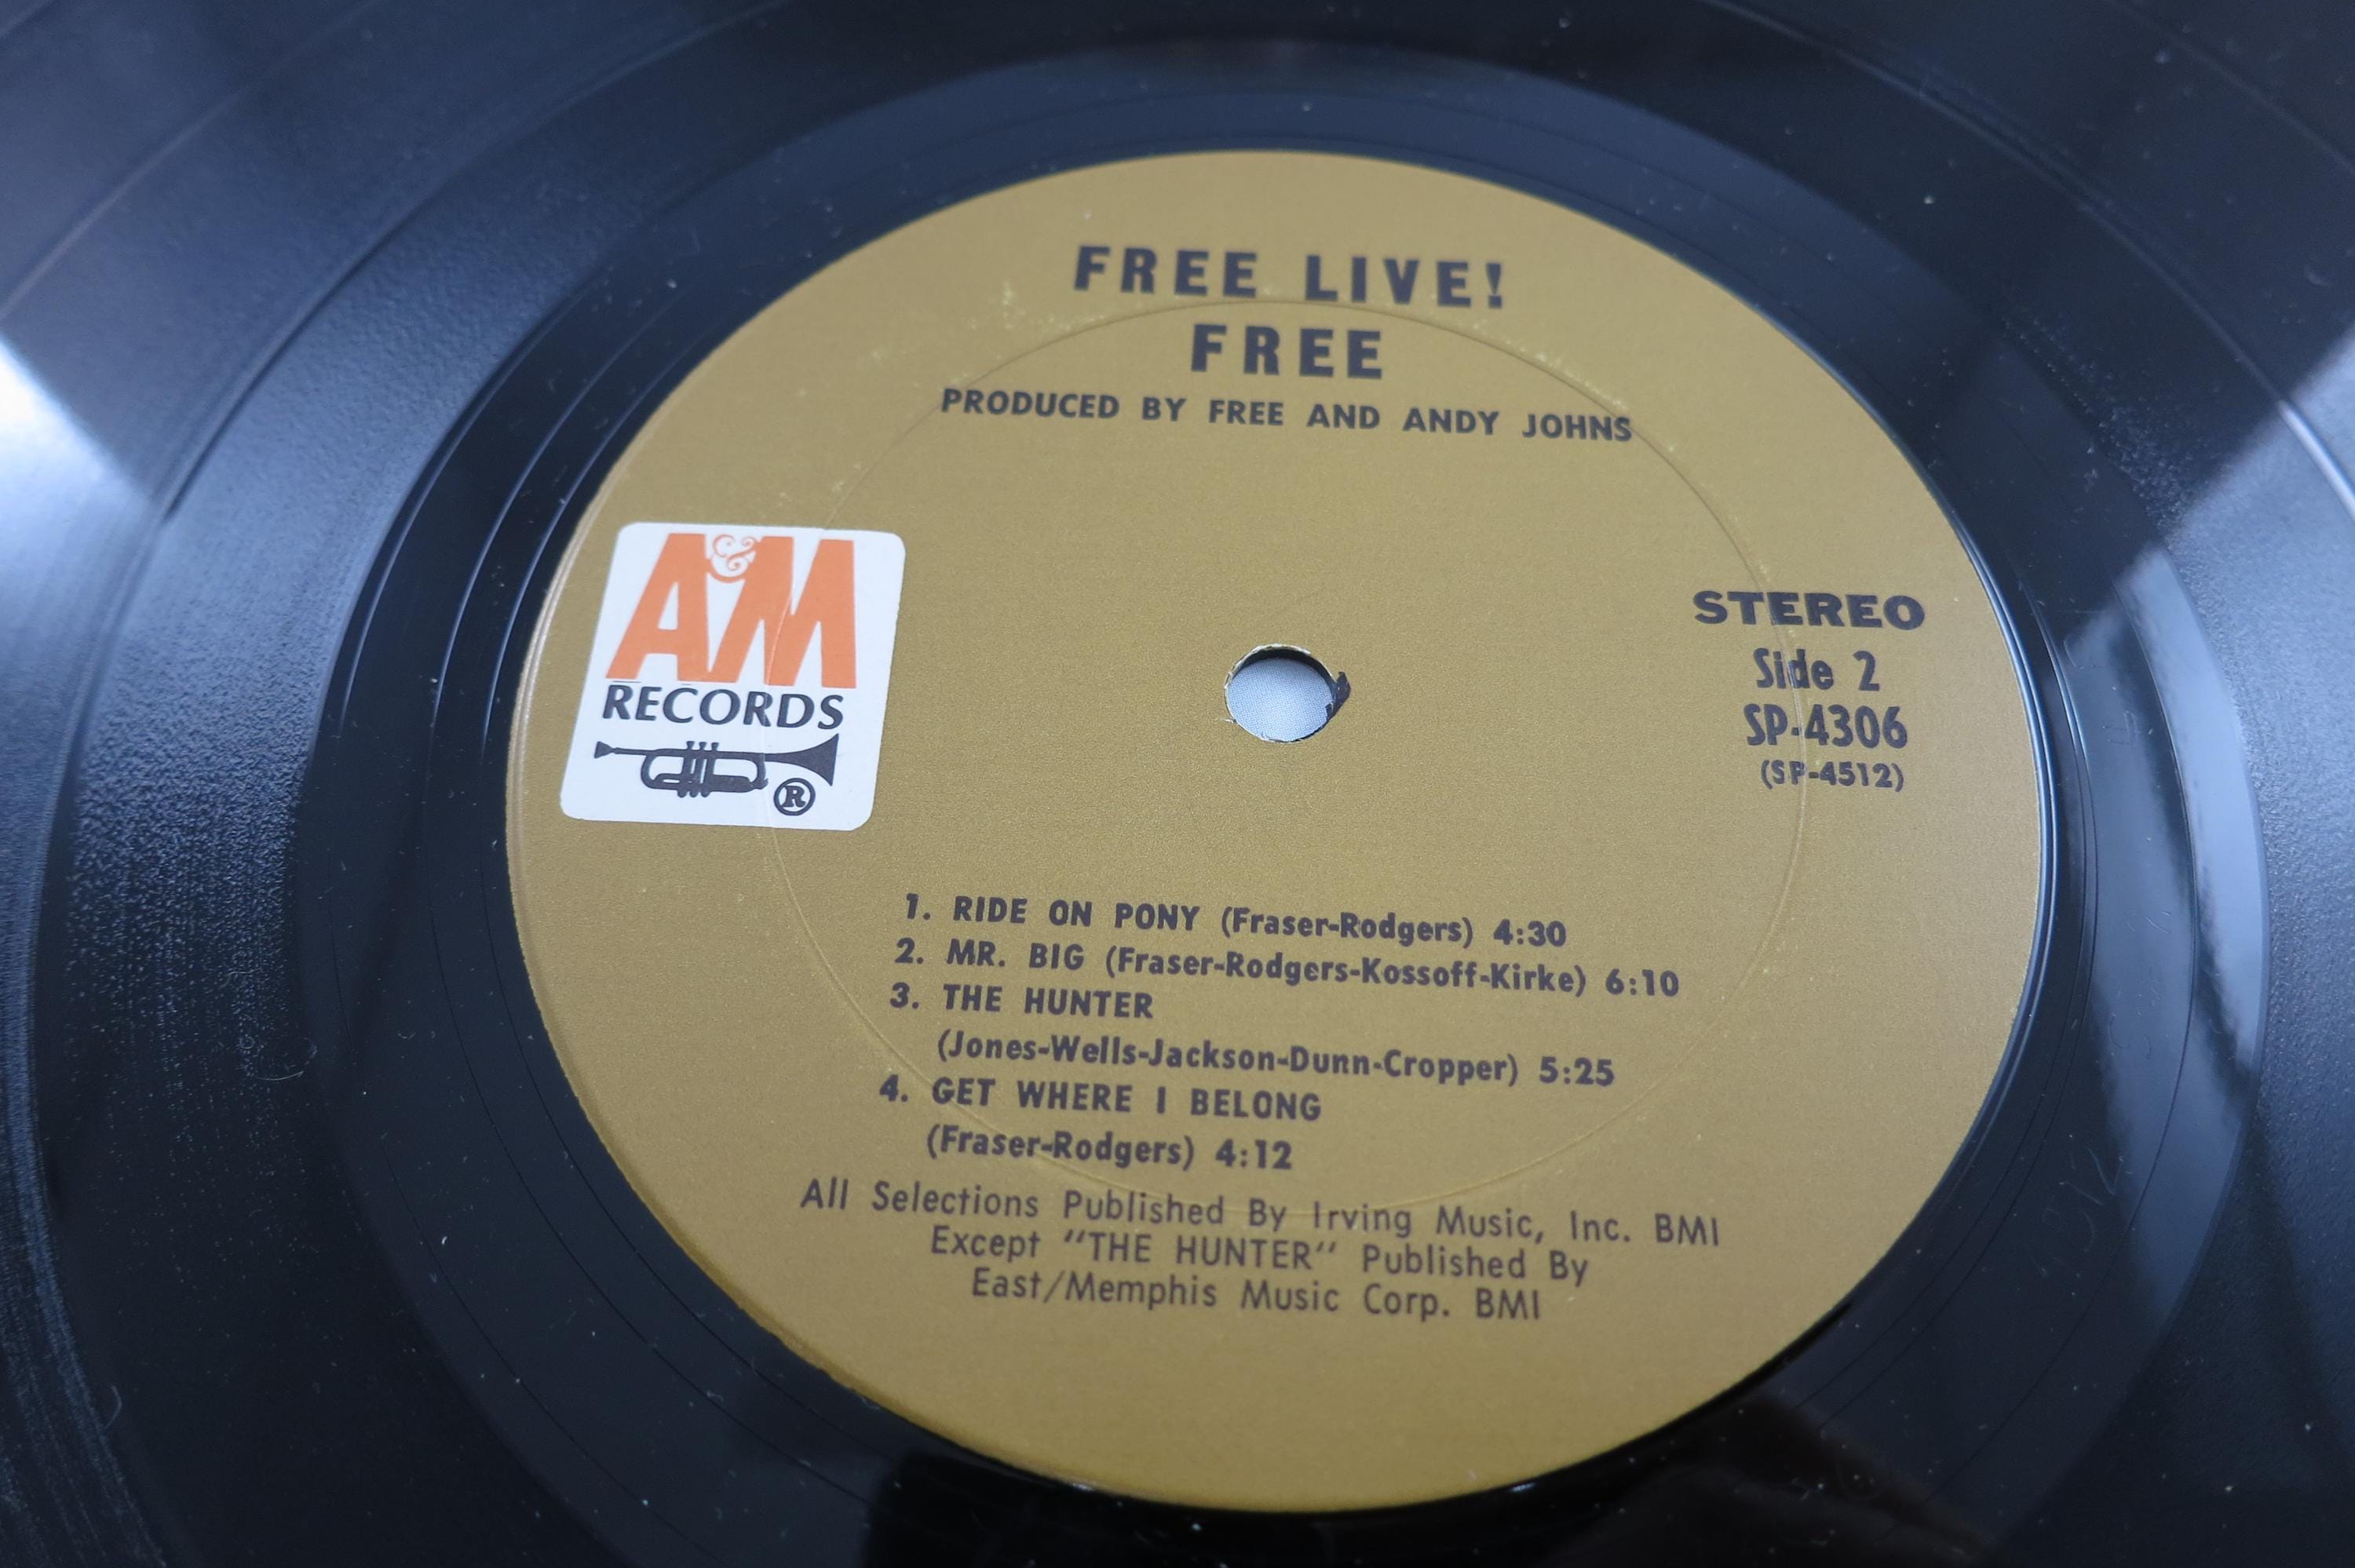 FREE LIVE!
FREE
PRODUCED BY FREE AND ANDY JOHNS
A&M
RECORDS
®
STEREO
Side 2
SP-4306
(SP-4512)
1. RIDE ON PONY (Fraser-Rodgers) 4:30
2. MR. BIG (Fraser-Rodgers-Kossoff-Kirke) 6:10
3. THE HUNTER
(Jones-Wells-Jackson-Dunn-Cropper) 5:25
4. GET WHERE I BELONG
(Fraser-Rodgers) 4:12
All Selections Published By Irving Music, Inc. BMI
Except "THE HUNTER" Published By
East/Memphis Music Corp. BMI